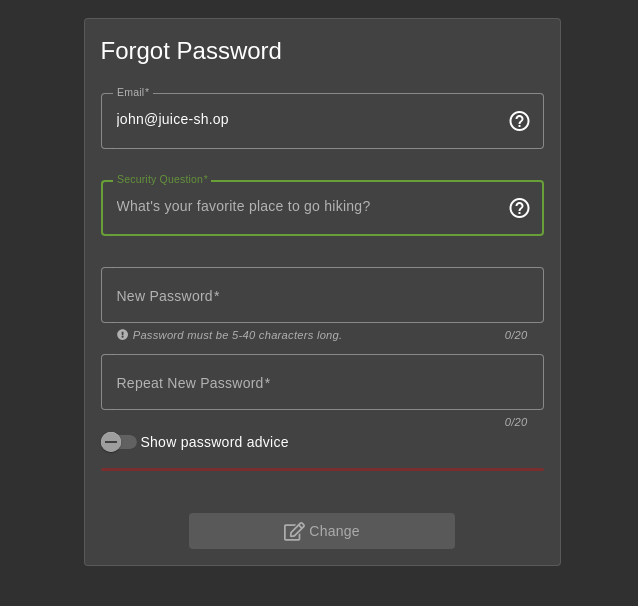 Forgot Password
Email*
john@juice-sh.op
Security Question*
What's your favorite place to go hiking?
New Password*
Password must be 5-40 characters long. 0/20
Repeat New Password*
0/20
Show password advice
Change